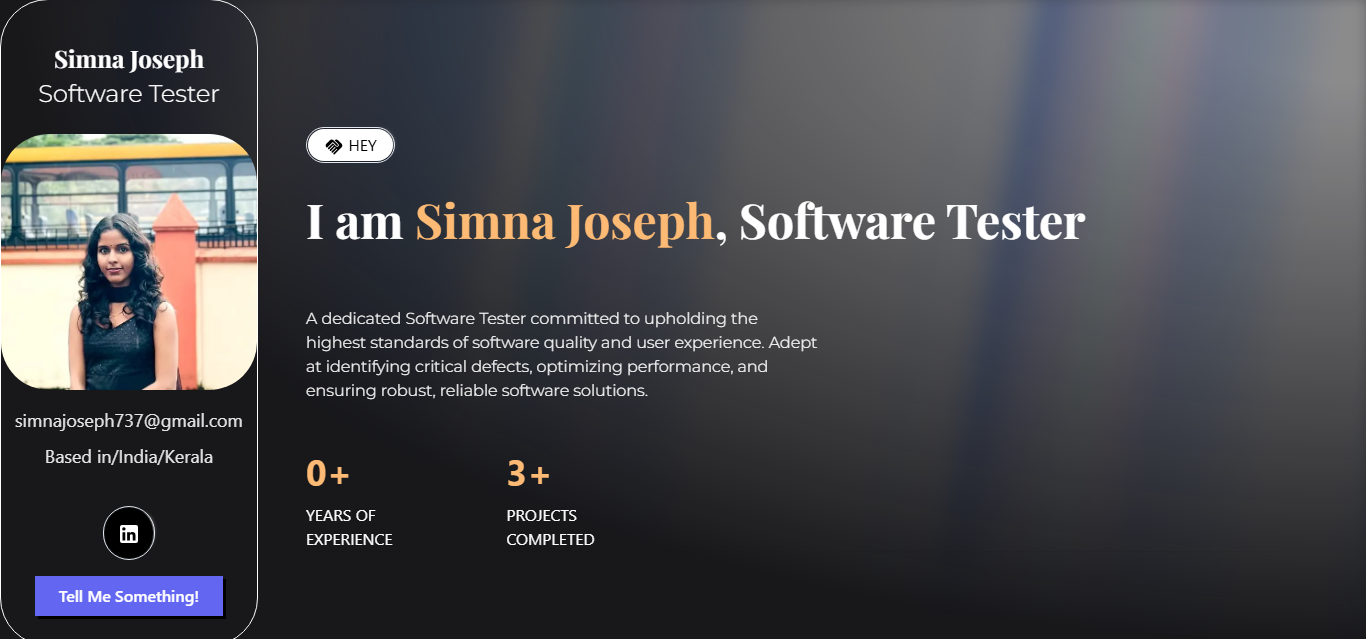 Simna Joseph
Software Tester
simnajoseph737@gmail.com
Based in/India/Kerala
in
Tell Me Something!
HEY
I am Simna Joseph, Software Tester
A dedicated Software Tester committed to upholding the
highest standards of software quality and user experience. Adept
at identifying critical defects, optimizing performance, and
ensuring robust, reliable software solutions.
0+
YEARS OF
EXPERIENCE
3+
PROJECTS
COMPLETED